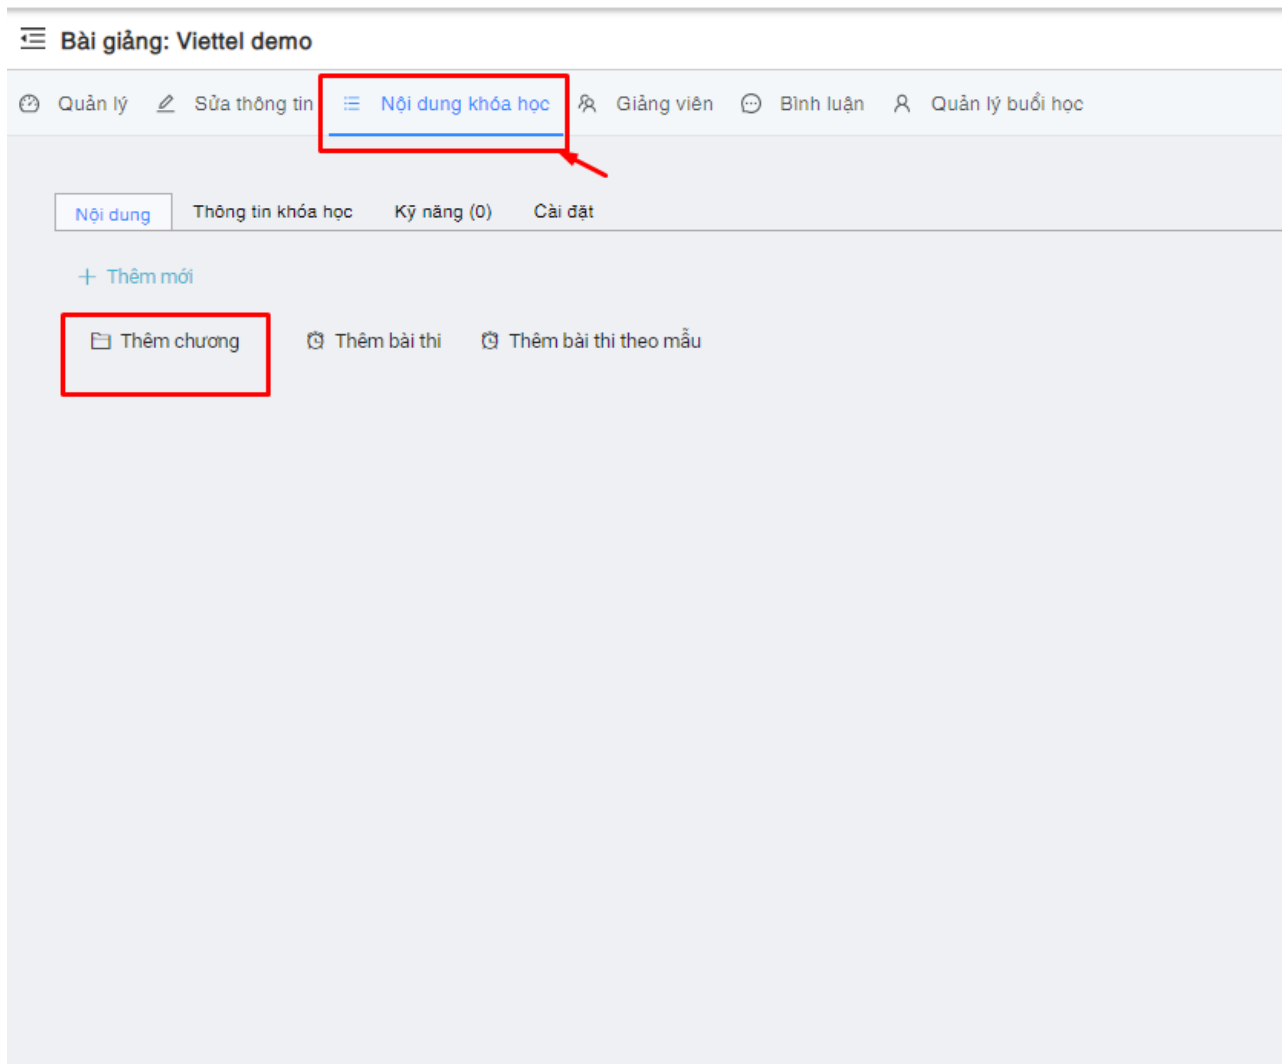 Bài giảng: Viettel demo
Quản lý Sửa thông tin Nội dung khóa học Giảng viên Bình luận Quản lý buổi học
Nội dung Thông tin khóa học Kỹ năng (0) Cài đặt
+ Thêm mới
Thêm chương Thêm bài thi Thêm bài thi theo mẫu